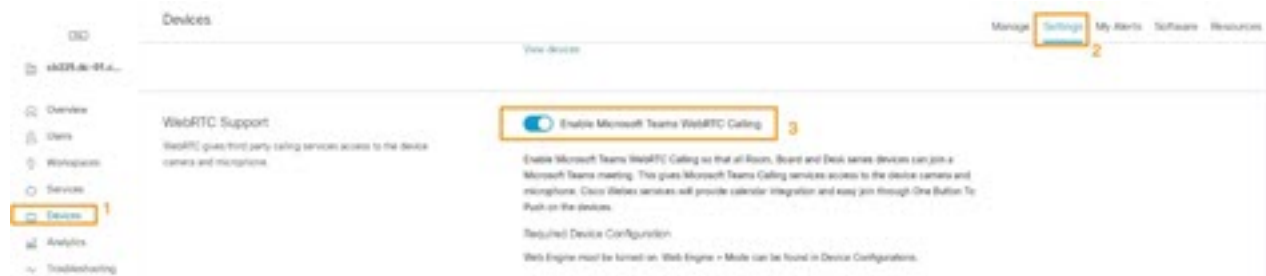 Devices
Manage Settings My Alerts Software Resources
2
View devices
Overview
Users
Workspaces
Services
Devices 1
Analytics
Troubleshooting
WebRTC Support
WebRTC gives third party calling services access to the device
camera and microphone.
Enable Microsoft Teams WebRTC Calling 3
Enable Microsoft Teams WebRTC Calling so that all Room, Board and Desk series devices can join a
Microsoft Teams meeting. This gives Microsoft Teams Calling services access to the device camera and
microphone. Cisco Webex services will provide calendar integration and easy join through One Button To
Push on the devices.
Required Device Configuration
Web Engine must be turned on. Web Engine > Mode can be found in Device Configurations.